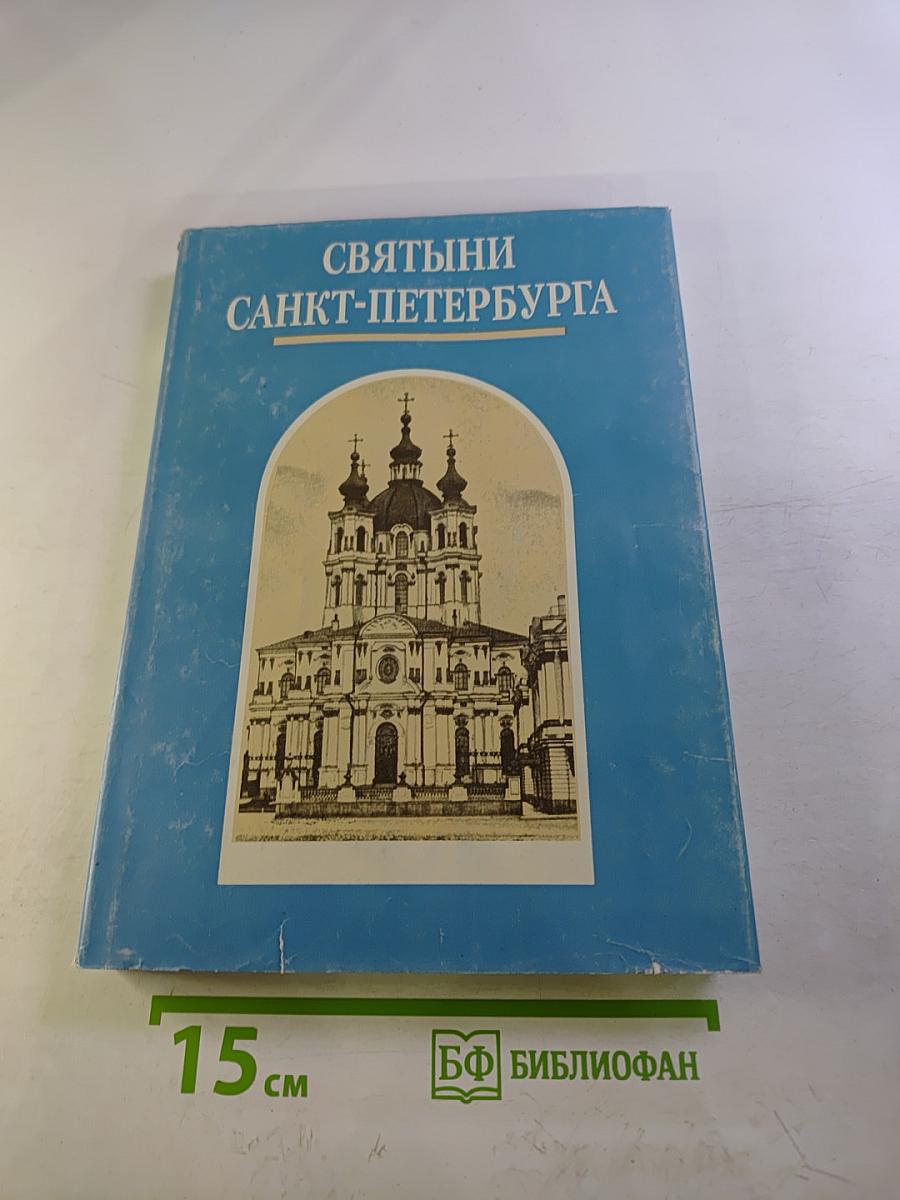 СВЯТЫНИ
САНКТ-ПЕТЕРБУРГА
15 см
БФ БИБЛИОФАН